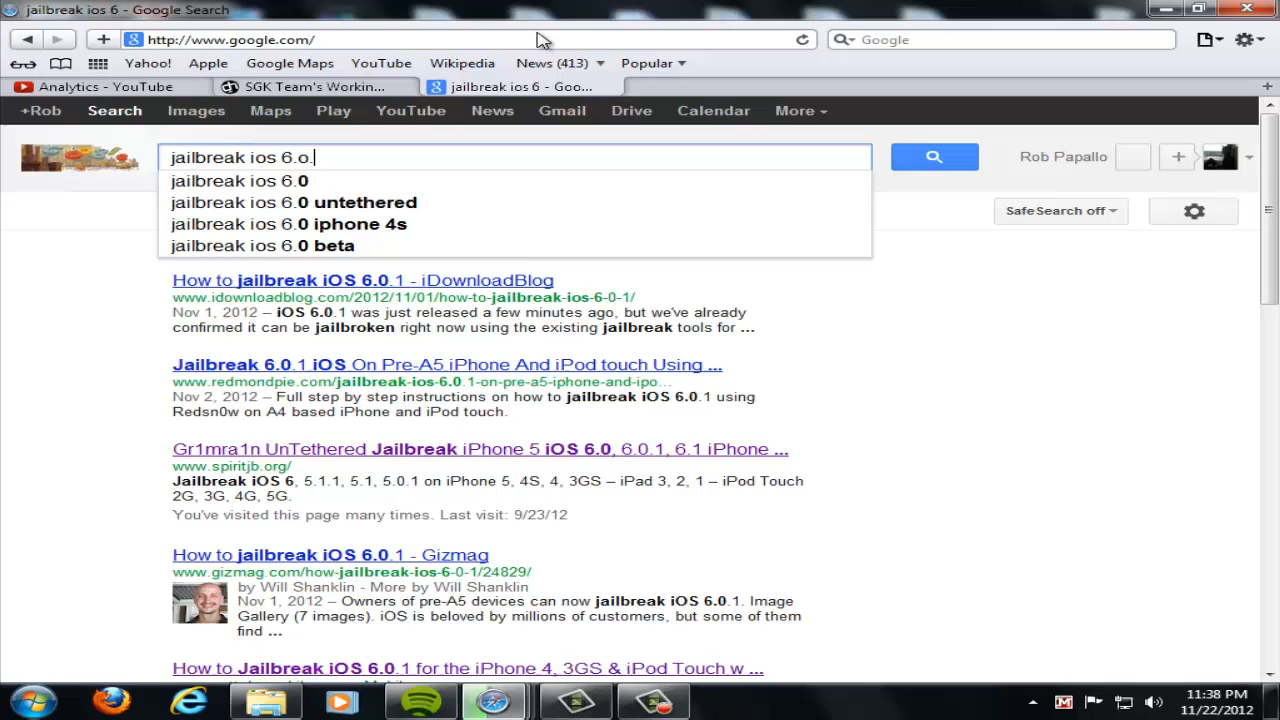 jailbreak ios 6 - Google Search
http://www.google.com/
Google
Yahoo! Apple Google Maps YouTube Wikipedia News (413) Popular
Analytics - YouTube
SGK Team's Workin...
jailbreak ios 6 - Goo...
+Rob Search Images Maps Play YouTube News Gmail Drive Calendar More
jailbreak ios 6.o.
Rob Papallo
jailbreak ios 6.0
jailbreak ios 6.0 untethered
jailbreak ios 6.0 iphone 4s
jailbreak ios 6.0 beta
SafeSearch off
How to jailbreak iOS 6.0.1 - iDownloadBlog
www.idownloadblog.com/2012/11/01/how-to-jailbreak-ios-6-0-1/
Nov 1, 2012 – iOS 6.0.1 was just released a few minutes ago, but we've already
confirmed it can be jailbroken right now using the existing jailbreak tools for ...
Jailbreak 6.0.1 iOS On Pre-A5 iPhone And iPod touch Using ...
www.redmondpie.com/jailbreak-ios-6.0.1-on-pre-a5-iphone-and-ipo...
Nov 2, 2012 – Full step by step instructions on how to jailbreak iOS 6.0.1 using
Redsn0w on A4 based iPhone and iPod touch.
Gr1mra1n UnTethered Jailbreak iPhone 5 iOS 6.0, 6.0.1, 6.1 iPhone ...
www.spiritjb.org/
Jailbreak iOS 6, 5.1.1, 5.1, 5.0.1 on iPhone 5, 4S, 4, 3GS – iPad 3, 2, 1 – iPod Touch
2G, 3G, 4G, 5G.
You've visited this page many times. Last visit: 9/23/12
How to jailbreak iOS 6.0.1 - Gizmag
www.gizmag.com/how-jailbreak-ios-6-0-1/24829/
by Will Shanklin - More by Will Shanklin
Nov 1, 2012 – Owners of pre-A5 devices can now jailbreak iOS 6.0.1. Image
Gallery (7 images). iOS is beloved by millions of customers, but some of them
find ...
How to Jailbreak iOS 6.0.1 for the iPhone 4, 3GS & iPod Touch w ...
11:38 PM
11/22/2012